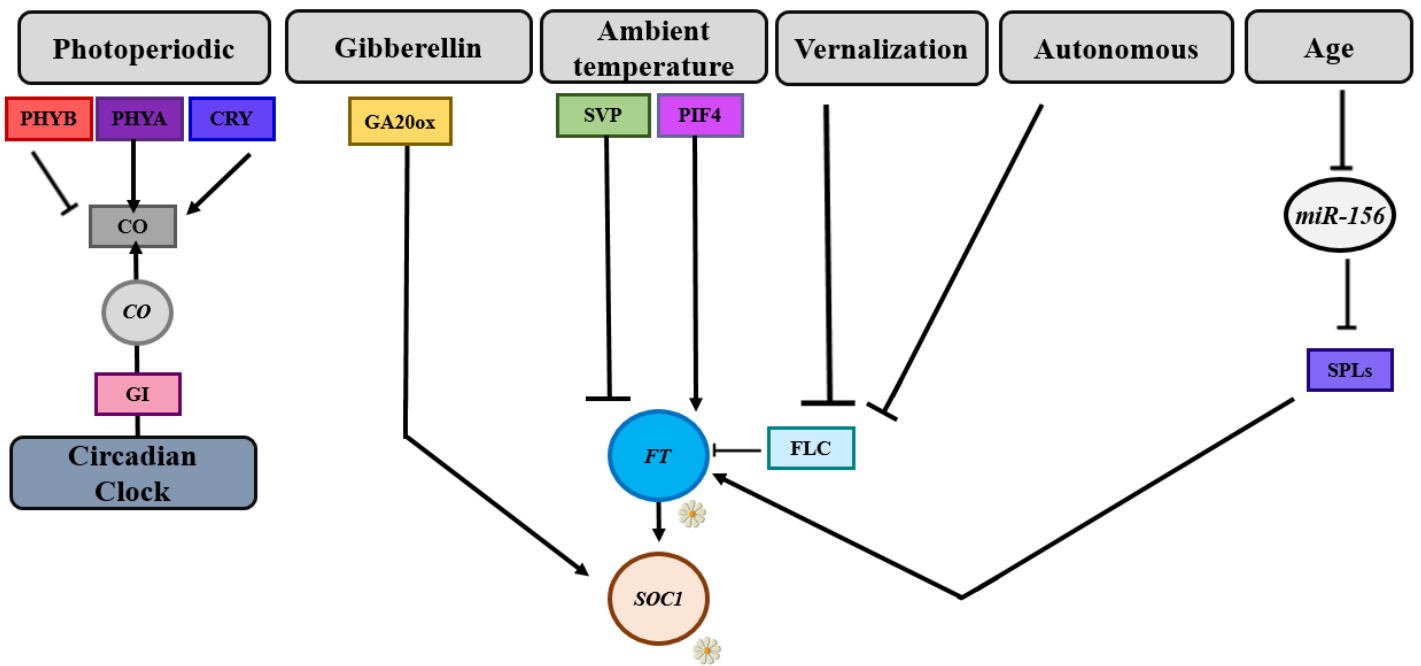 Photoperiodic
Gibberellin
Ambient
temperature
Vernalization
Autonomous
Age
PHYB
PHYA
CRY
GA20ox
SVP
PIF4
miR-156
CO
CO
SPLs
GI
FLC
FT
Circadian
Clock
SOC1